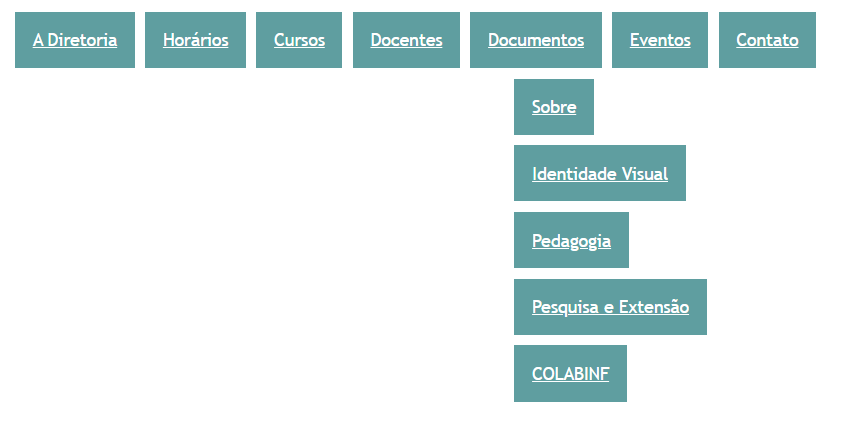 A Diretoria Horários Cursos Docentes Documentos Eventos Contato
Sobre
Identidade Visual
Pedagogia
Pesquisa e Extensão
COLABINF